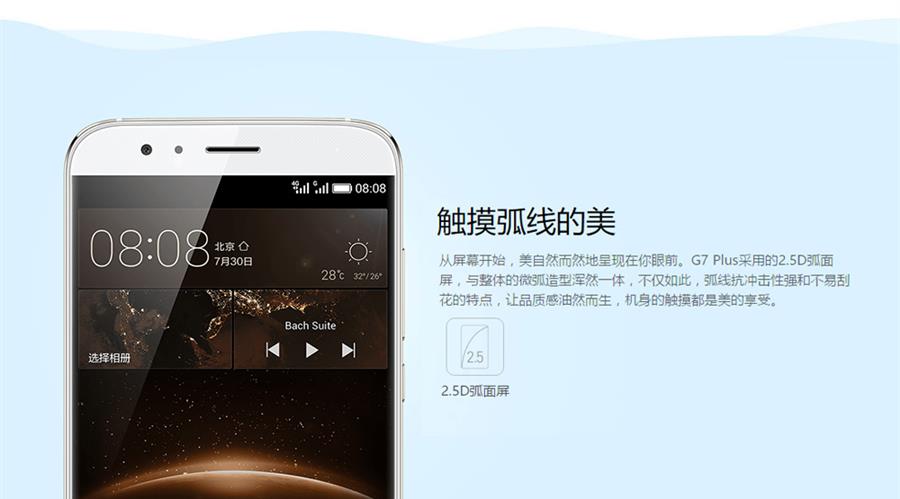 4G G 08:08
08:08
北京
7月30日
28℃ 32°/26°
Bach Suite
选择相册
触摸弧线的美
从屏幕开始，美自然而然地呈现在你眼前。G7 Plus采用的2.5D弧面
屏，与整体的微弧造型浑然一体，不仅如此，弧线抗冲击性强和不易刮
花的特点，让品质感油然而生，机身的触摸都是美的享受。
2.5
2.5D弧面屏